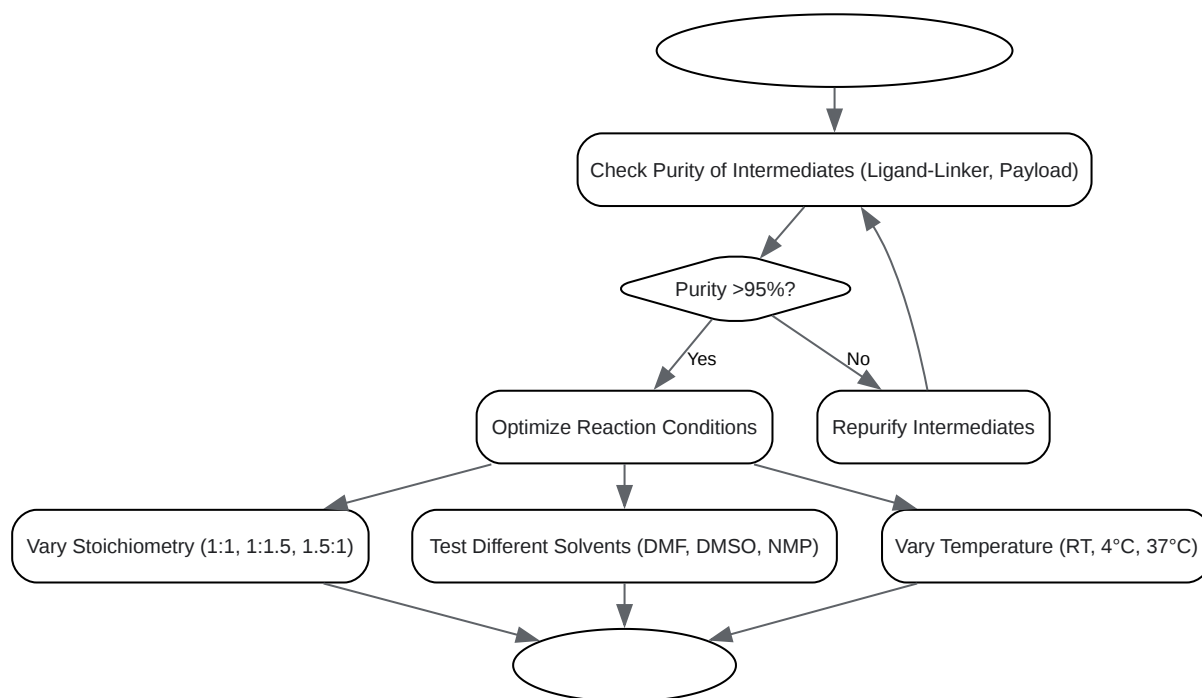 Check Purity of Intermediates (Ligand-Linker, Payload)
Purity >95%?
Yes
No
Optimize Reaction Conditions
Repurify Intermediates
Vary Stoichiometry (1:1, 1:1.5, 1.5:1)
Test Different Solvents (DMF, DMSO, NMP)
Vary Temperature (RT, 4°C, 37°C)